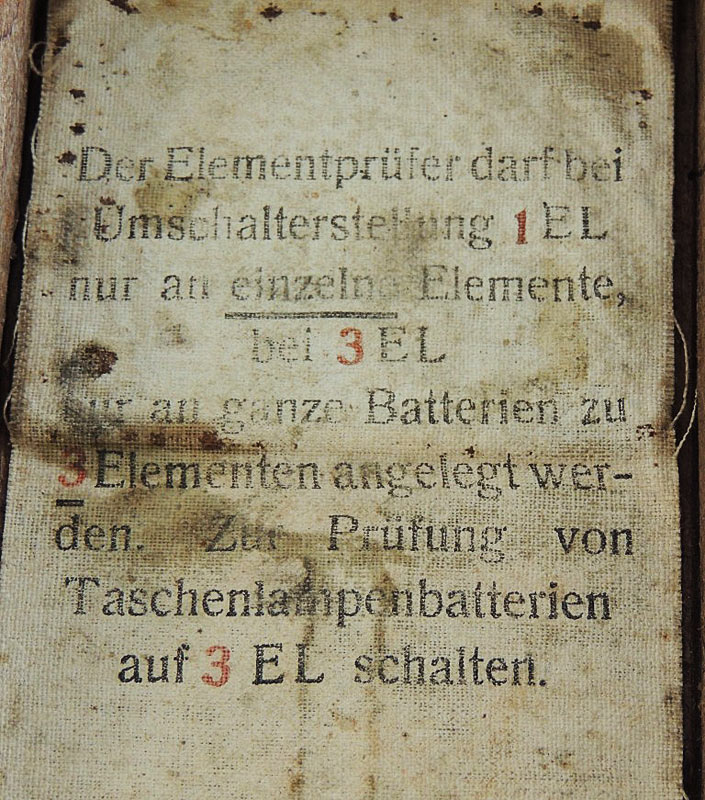 Der Elementprüfer darf bei
Umschalterstellung 1 EL
nur an einzelne Elemente,
bei 3 EL
nur an ganze Batterien zu
3 Elementen angelegt wer-
den. Zur Prüfung von
Taschenlampenbatterien
auf 3 EL schalten.